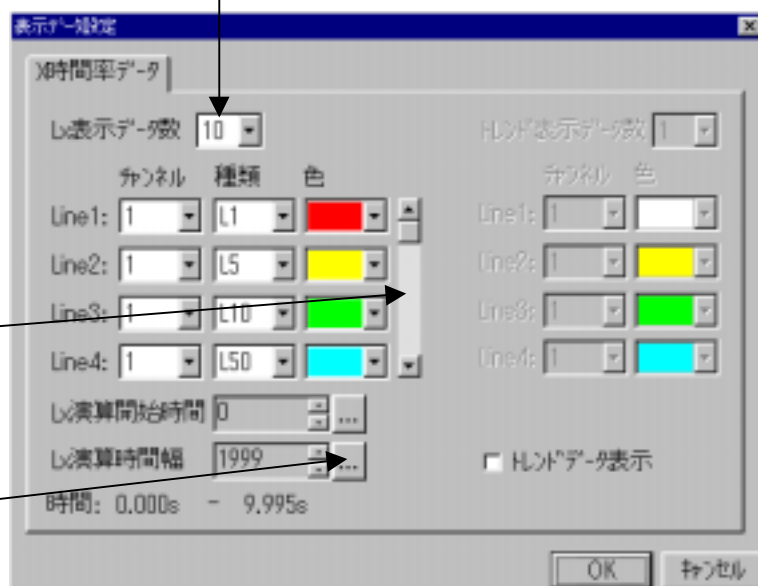 表示データ設定
X時間率データ
Lx表示データ数 10
トレンド表示データ数 1
チャンネル 種類 色
チャンネル 色
Line1: 1 L1
Line1: 1
Line2: 1 L5
Line2: 1
Line3: 1 L10
Line3: 1
Line4: 1 L50
Line4: 1
Lx演算開始時間 0 ...
Lx演算時間幅 1999 ...
トレンドデータ表示
時間: 0.000s - 9.995s
OK キャンセル